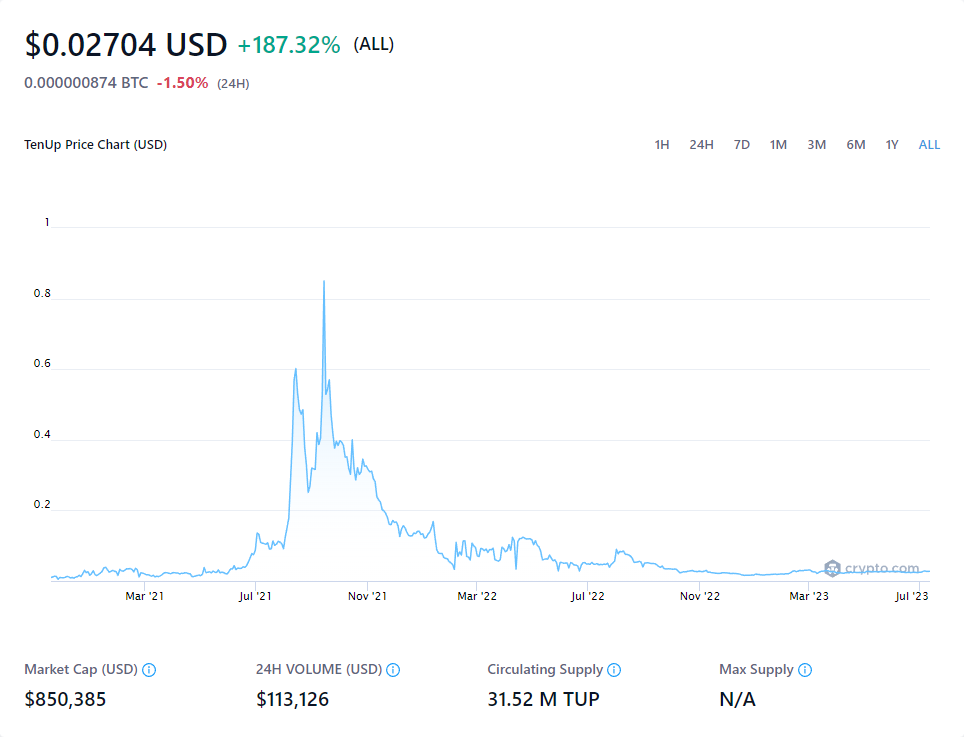 $0.02704 USD +187.32% (ALL)
0.000000874 BTC -1.50% (24H)
TenUp Price Chart (USD) 1H 24H 7D 1M 3M 6M 1Y ALL
1
0.8
0.6
0.4
0.2
crypto.com
Mar '21 Jul '21 Nov '21 Mar '22 Jul '22 Nov '22 Mar '23 Jul '23
Market Cap (USD) 24H VOLUME (USD) Circulating Supply Max Supply
$850,385 $113,126 31.52 M TUP N/A